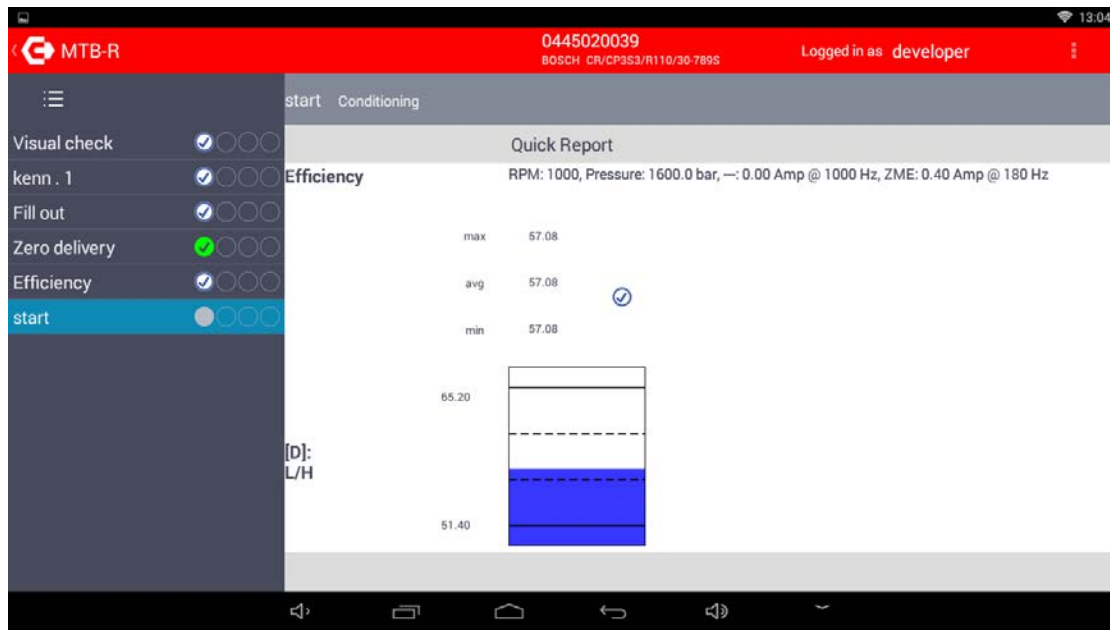 13:04
MTB-R
0445020039
BOSCH CR/CP3S3/R110/30-789S
Logged in as developer
start Conditioning
Visual check
kenn . 1
Fill out
Zero delivery
Efficiency
start
Quick Report
Efficiency
RPM: 1000, Pressure: 1600.0 bar, ---: 0.00 Amp @ 1000 Hz, ZME: 0.40 Amp @ 180 Hz
max 57.08
avg 57.08
min 57.08
65.20
[D]:
L/H
51.40